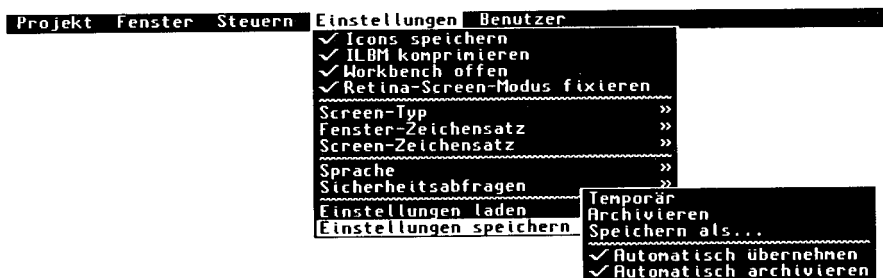 Projekt Fenster Steuern Einstellungen Benutzer
✓ Icons speichern
✓ ILBM komprimieren
✓ Workbench offen
✓ Retina-Screen-Modus fixieren
Screen-Typ »
Fenster-Zeichensatz »
Screen-Zeichensatz »
Sprache »
Sicherheitsabfragen »
Einstellungen laden
Einstellungen speichern
Temporär
Archivieren
Speichern als...
✓ Automatisch übernehmen
✓ Automatisch archivieren